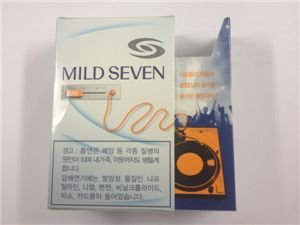 MILD SEVEN
경고 : 흡연은 폐암 등 각종 질병의
원인이 되며 내가족, 이웃까지도 병들게
합니다.
담배연기에는 발암성 물질인 나프
틸아민, 니켈, 벤젠, 비닐크롤라이드,
비소, 카드뮴이 들어있습니다.